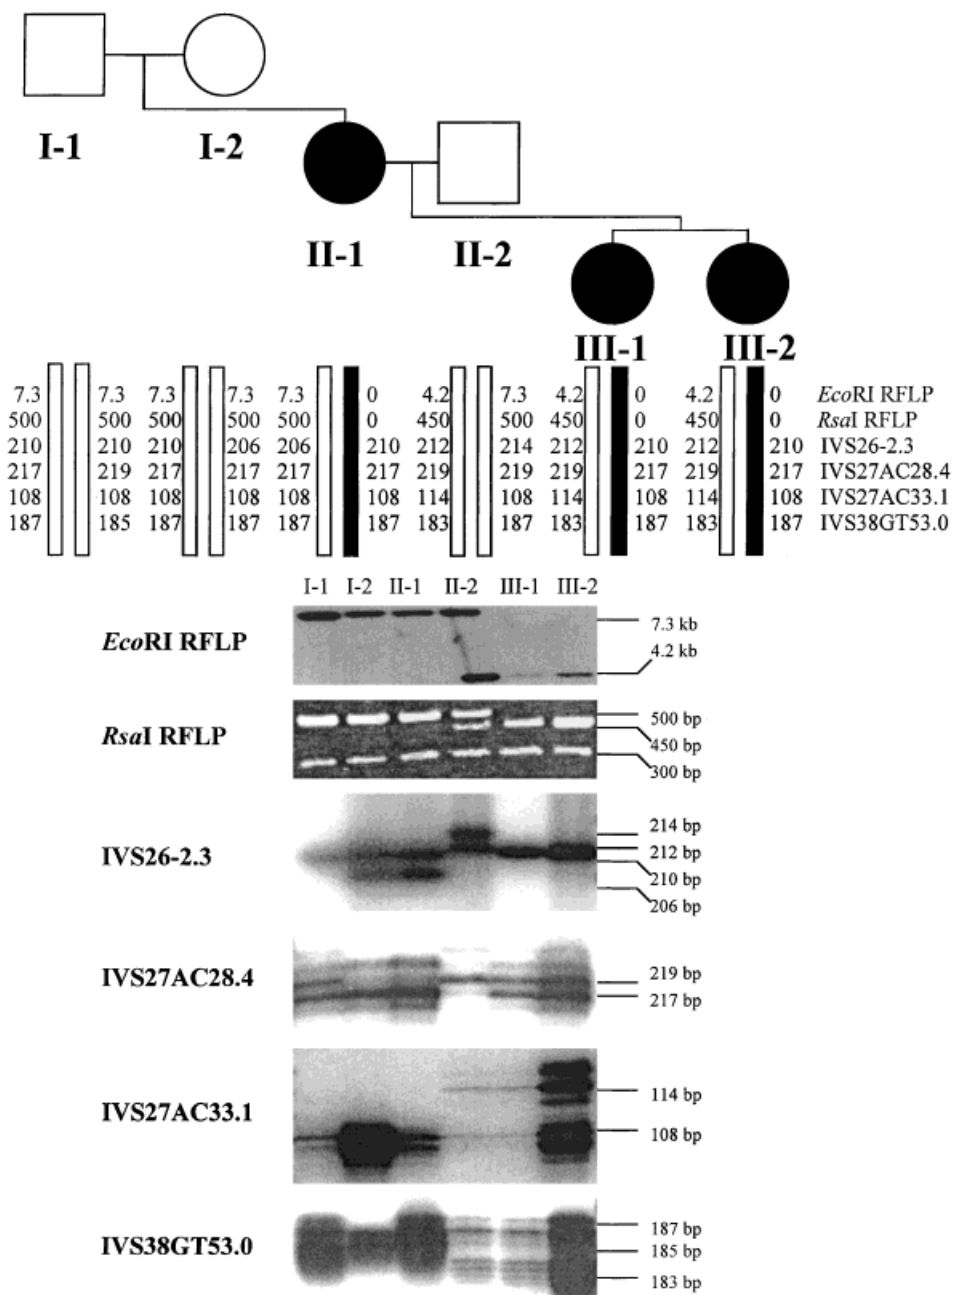 I-1 I-2
II-1 II-2
III-1 III-2
7.3 7.3 7.3 7.3 7.3 0 4.2 7.3 4.2 0 4.2 0 EcoRI RFLP
500 500 500 500 500 0 450 500 450 0 450 0 RsaI RFLP
210 210 210 206 206 210 212 214 212 210 212 210 IVS26-2.3
217 219 217 217 217 217 219 219 219 217 219 217 IVS27AC28.4
108 108 108 108 108 108 114 108 114 108 114 108 IVS27AC33.1
187 185 187 187 187 187 183 187 183 187 183 187 IVS38GT53.0
I-1 I-2 II-1 II-2 III-1 III-2
EcoRI RFLP
7.3 kb
4.2 kb
RsaI RFLP
500 bp
450 bp
300 bp
IVS26-2.3
214 bp
212 bp
210 bp
206 bp
IVS27AC28.4
219 bp
217 bp
IVS27AC33.1
114 bp
108 bp
IVS38GT53.0
187 bp
185 bp
183 bp